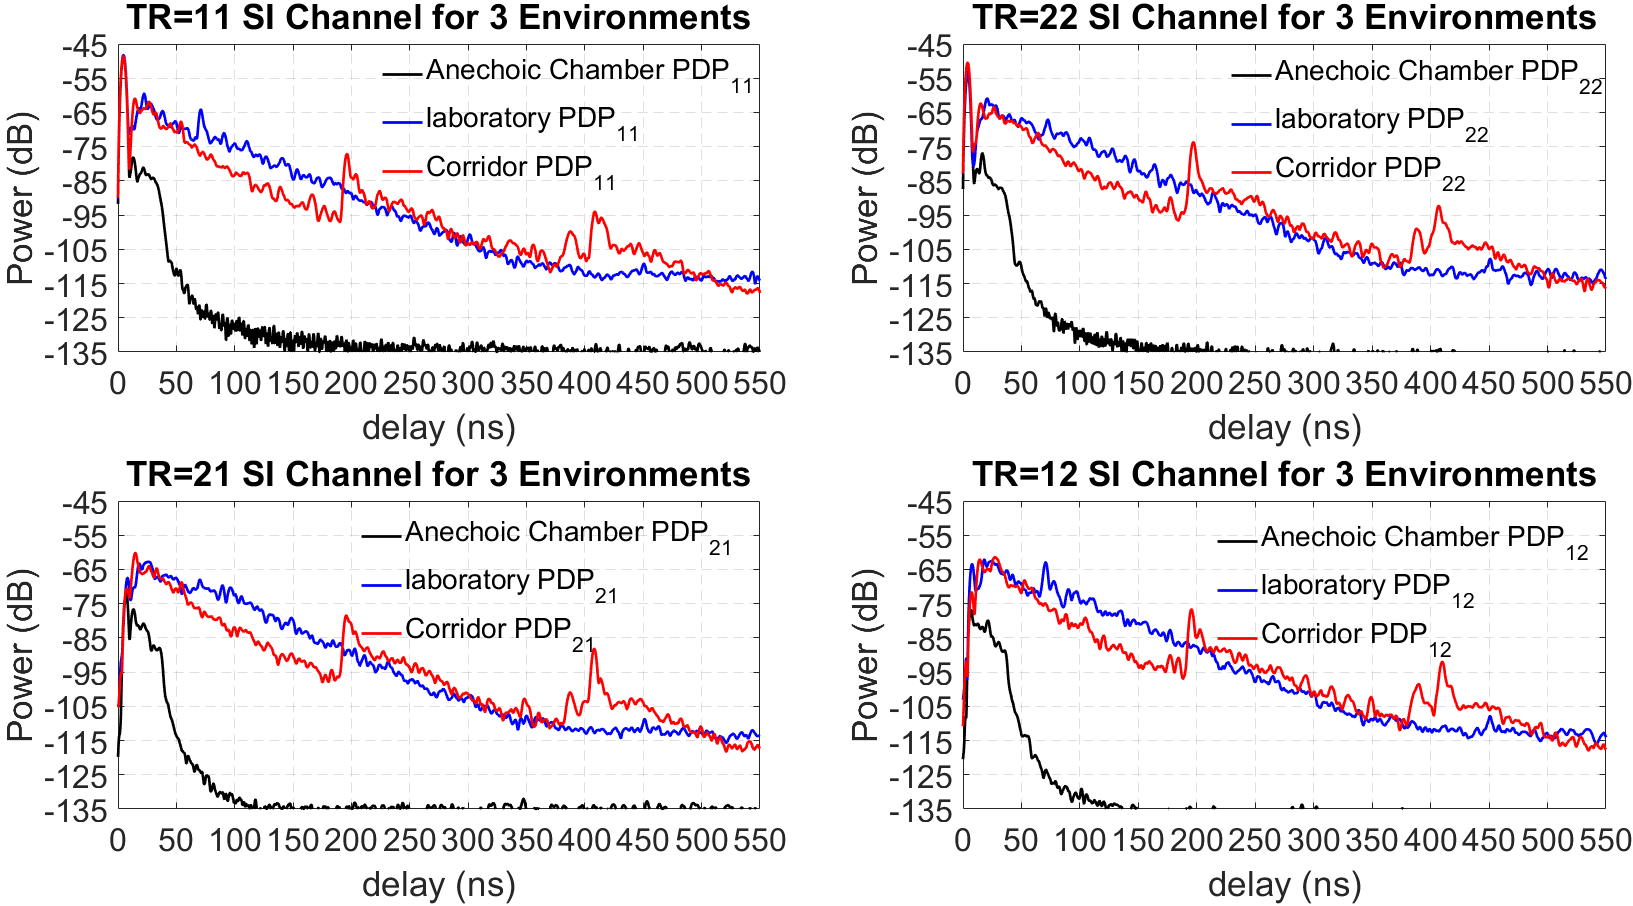 TR=11 SI Channel for 3 Environments
Power (dB)
-45
-55
-65
-75
-85
-95
-105
-115
-125
-135
Anechoic Chamber PDP11
laboratory PDP11
Corridor PDP11
0 50 100 150 200 250 300 350 400 450 500 550
delay (ns)
TR=22 SI Channel for 3 Environments
Power (dB)
-45
-55
-65
-75
-85
-95
-105
-115
-125
-135
Anechoic Chamber PDP22
laboratory PDP22
Corridor PDP22
0 50 100 150 200 250 300 350 400 450 500 550
delay (ns)
TR=21 SI Channel for 3 Environments
Power (dB)
-45
-55
-65
-75
-85
-95
-105
-115
-125
-135
Anechoic Chamber PDP21
laboratory PDP21
Corridor PDP21
0 50 100 150 200 250 300 350 400 450 500 550
delay (ns)
TR=12 SI Channel for 3 Environments
Power (dB)
-45
-55
-65
-75
-85
-95
-105
-115
-125
-135
Anechoic Chamber PDP12
laboratory PDP12
Corridor PDP12
0 50 100 150 200 250 300 350 400 450 500 550
delay (ns)